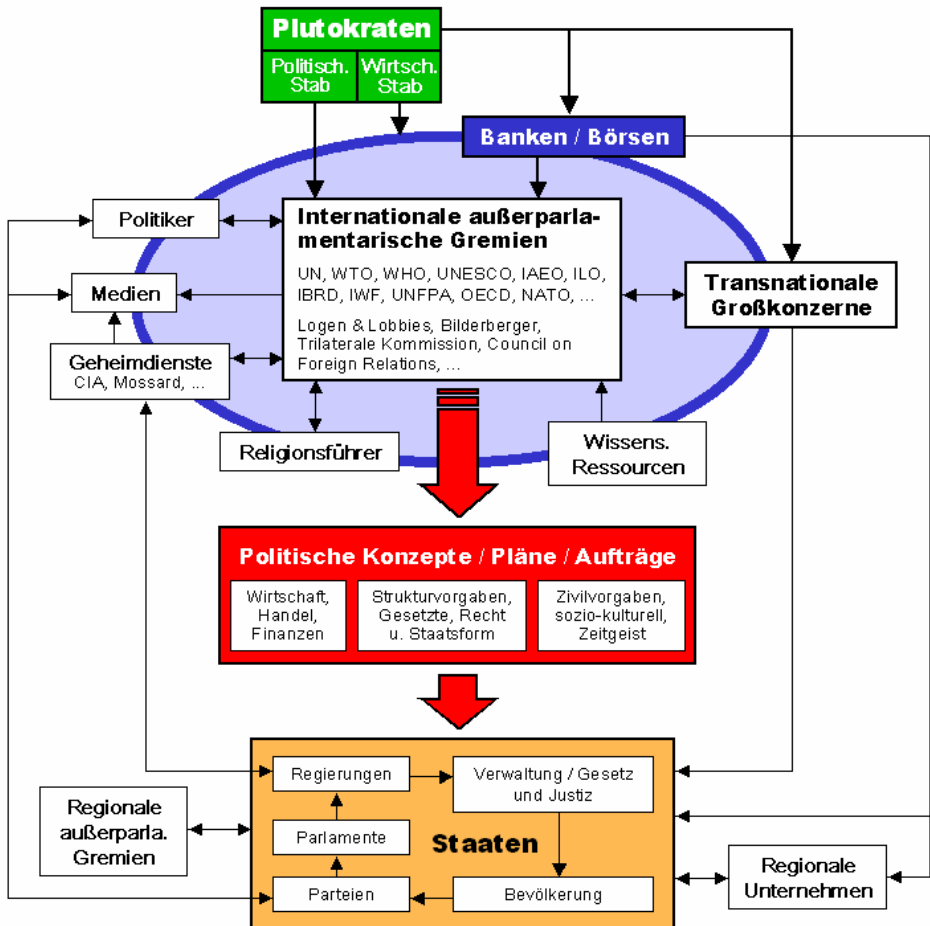 Plutokraten
Politisch.
Stab
Wirtsch.
Stab
Banken / Börsen
Politiker
Internationale außerparla-
mentarische Gremien
UN, WTO, WHO, UNESCO, IAEO, ILO,
IBRD, IWF, UNFPA, OECD, NATO, ...
Logen & Lobbies, Bilderberger,
Trilaterale Kommission, Council on
Foreign Relations, ...
Medien
Transnationale
Großkonzerne
Geheimdienste
CIA, Mossard, ...
Religionsführer
Wissens.
Ressourcen
Politische Konzepte / Pläne / Aufträge
Wirtschaft,
Handel,
Finanzen
Strukturvorgaben,
Gesetzte, Recht
u. Staatsform
Zivilvorgaben,
sozio-kulturell,
Zeitgeist
Regierungen
Verwaltung / Gesetz
und Justiz
Regionale
außerparla.
Gremien
Parlamente
Staaten
Parteien
Bevölkerung
Regionale
Unternehmen